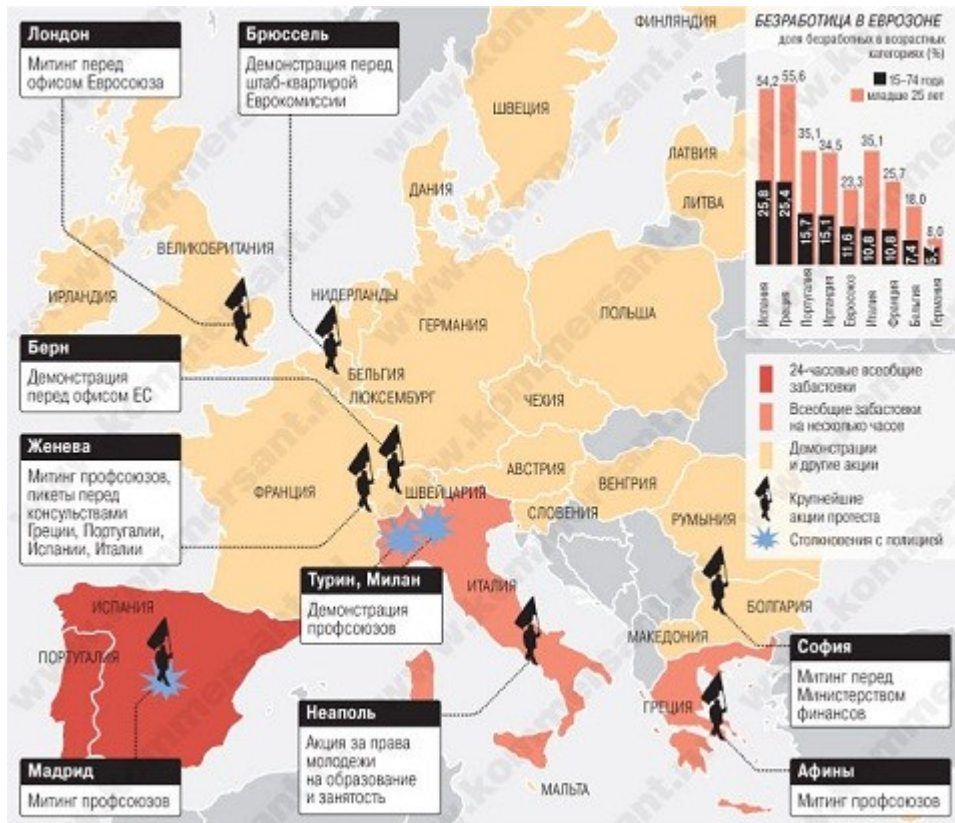 Лондон
Митинг перед
офисом Евросоюза
Брюссель
Демонстрация перед
штаб-квартирой
Еврокомиссии
ФИНЛЯНДИЯ
ШВЕЦИЯ
ЛАТВИЯ
ЛИТВА
ДАНИЯ
ВЕЛИКОБРИТАНИЯ
ИРЛАНДИЯ
НИДЕРЛАНДЫ
ГЕРМАНИЯ
ПОЛЬША
БЕЛЬГИЯ
ЛЮКСЕМБУРГ
ЧЕХИЯ
БЕЗРАБОТИЦА В ЕВРОЗОНЕ
доля безработных в возрастных
категориях (%)
15–74 года
младше 25 лет
54,2
55,6
35,1
34,5
23,3
35,1
25,7
18,0
8,0
25,8
25,4
15,7
15,1
11,6
10,8
10,8
7,4
5,4
Испания
Греция
Португалия
Ирландия
Евросоюз
Италия
Франция
Бельгия
Германия
Берн
Демонстрация
перед офисом ЕС
Женева
Митинг профсоюзов,
пикеты перед
консульствами
Греции, Португалии,
Испании, Италии
24-часовые всеобщие
забастовки
Всеобщие забастовки
на несколько часов
Демонстрации
и другие акции
Крупнейшие
акции протеста
Столкновения с полицией
ФРАНЦИЯ
ШВЕЙЦАРИЯ
АВСТРИЯ
ВЕНГРИЯ
СЛОВЕНИЯ
РУМЫНИЯ
Турин, Милан
Демонстрация
профсоюзов
ИТАЛИЯ
ИСПАНИЯ
ПОРТУГАЛИЯ
БОЛГАРИЯ
МАКЕДОНИЯ
ГРЕЦИЯ
МАЛЬТА
София
Митинг перед
Министерством
финансов
Неаполь
Акция за права
молодежи
на образование
и занятость
Мадрид
Митинг профсоюзов
Афины
Митинг профсоюзов
www.kommersant.ru